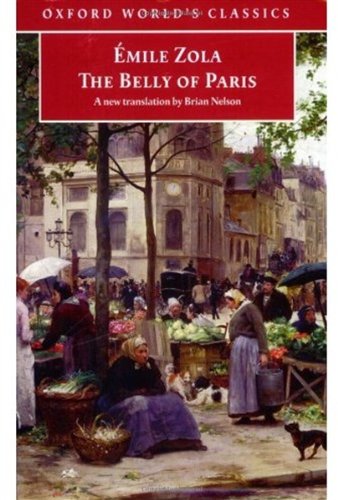 OXFORD WORLD'S CLASSICS
ÉMILE ZOLA
THE BELLY OF PARIS
A new translation by Brian Nelson